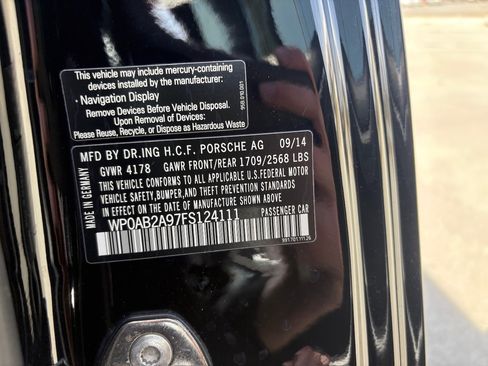 This vehicle may include mercury-containing
devices installed by the manufacturer:
• Navigation Display
Remove Devices Before Vehicle Disposal.
Upon Removal of Devices:
Please Reuse, Recycle, or Dispose as Hazardous Waste
958.010.001
MFD BY DR.ING H.C.F. PORSCHE AG 09/14
GVWR 4178 GAWR FRONT/REAR 1709/2568 LBS
THIS VEHICLE CONFORMS TO ALL APPLICABLE
U.S. FEDERAL MOTOR VEHICLE
SAFETY,BUMPER,AND THEFT PREVENTION STANDARDS
IN EFFECT ON THE DATE OF MANUFACTURE SHOWN ABOVE
WP0AB2A97FS124111 PASSENGER CAR
MADE IN GERMANY
99170111126